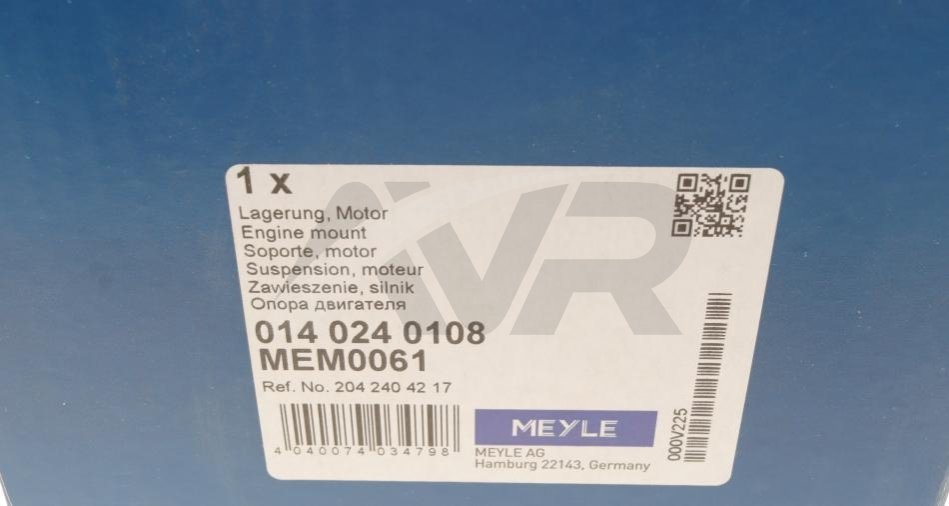 1 x
Lagerung, Motor
Engine mount
Soporte, motor
Suspension, moteur
Zawieszenie, silnik
Опора двигателя
014 024 0108
MEM0061
Ref. No. 204 240 42 17
4 040074 034798
MEYLE
MEYLE AG
Hamburg 22143, Germany
000V225
AVR